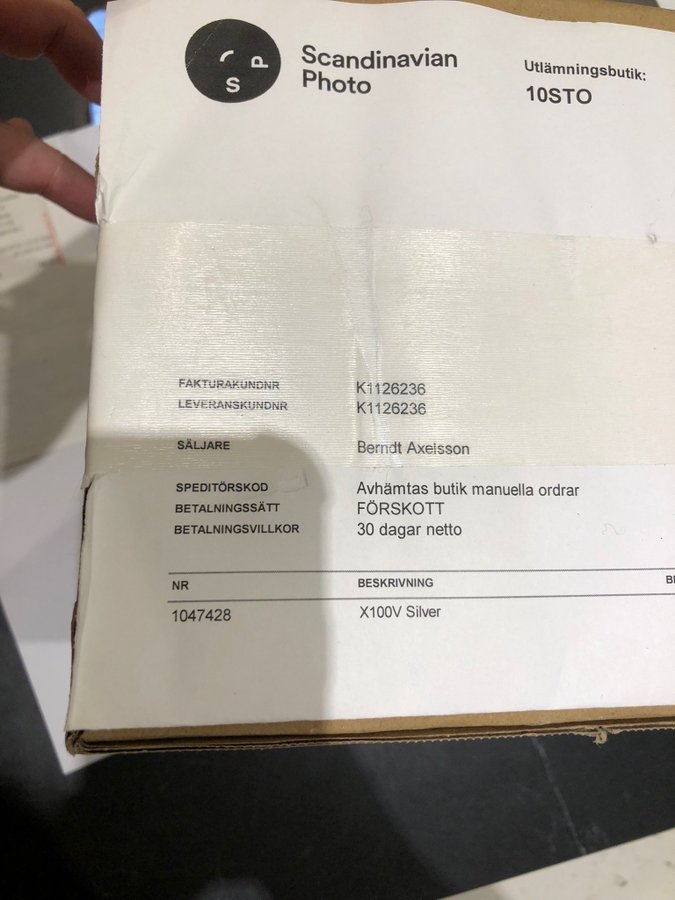 S P
Scandinavian
Photo
Utlämningsbutik:
10STO
FAKTURAKUNDNR K1126236
LEVERANSKUNDNR K1126236
SÄLJARE Berndt Axelsson
SPEDITÖRSKOD Avhämtas butik manuella ordrar
BETALNINGSSÄTT FÖRSKOTT
BETALNINGSVILLKOR 30 dagar netto
NR BESKRIVNING
1047428 X100V Silver